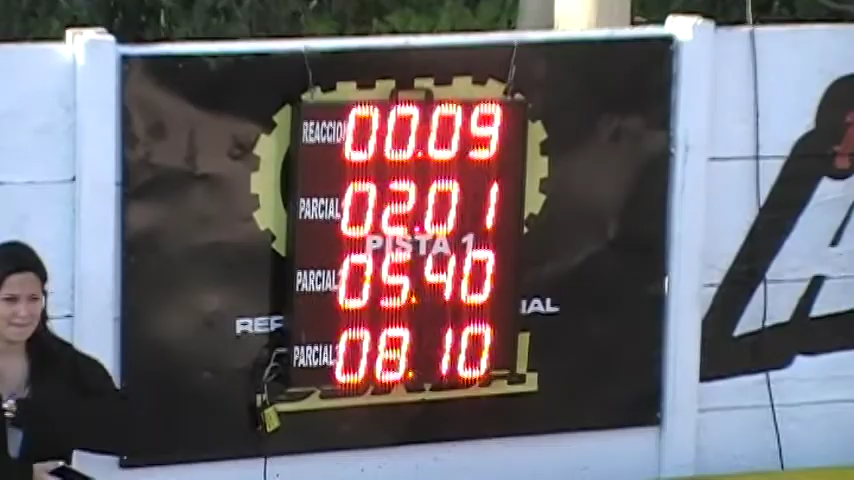 REACCION 00.09
PARCIAL 02.01
PISTA 1
PARCIAL 05.40
PARCIAL 08.10